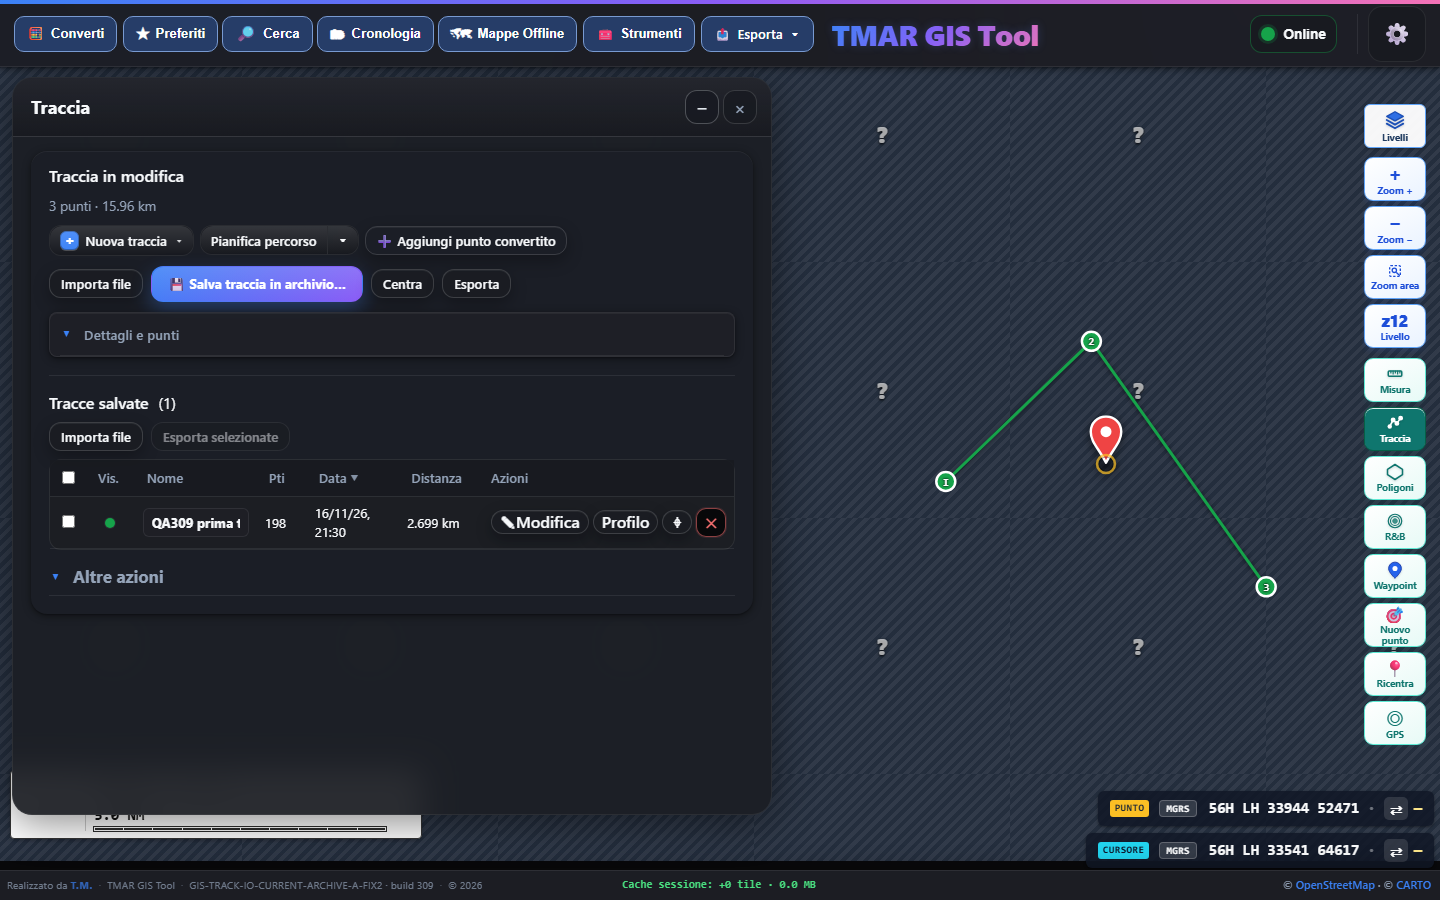 Converti
Preferiti
Cerca
Cronologia
Mappe Offline
Strumenti
Esporta
TMAR GIS Tool
Online
Traccia
Traccia in modifica
3 punti · 15.96 km
Nuova traccia
Pianifica percorso
Aggiungi punto convertito
Importa file
Salva traccia in archivio...
Centra
Esporta
Dettagli e punti
Tracce salvate (1)
Importa file
Esporta selezionate
Vis. Nome Pti Data Distanza Azioni
QA309 prima 198 16/11/26, 21:30 2.699 km Modifica Profilo
Altre azioni
5.0 NM
? ?
? ?
? ?
1
2
3
Livelli
Zoom +
Zoom −
Zoom area
z12
Livello
Misura
Traccia
Poligoni
R&B
Waypoint
Nuovo punto
Ricentra
GPS
PUNTO MGRS 56H LH 33944 52471
CURSORE MGRS 56H LH 33541 64617
Realizzato da T.M. · TMAR GIS Tool · GIS-TRACK-IO-CURRENT-ARCHIVE-A-FIX2 · build 309 · © 2026
Cache sessione: +0 tile · 0.0 MB
© OpenStreetMap · © CARTO